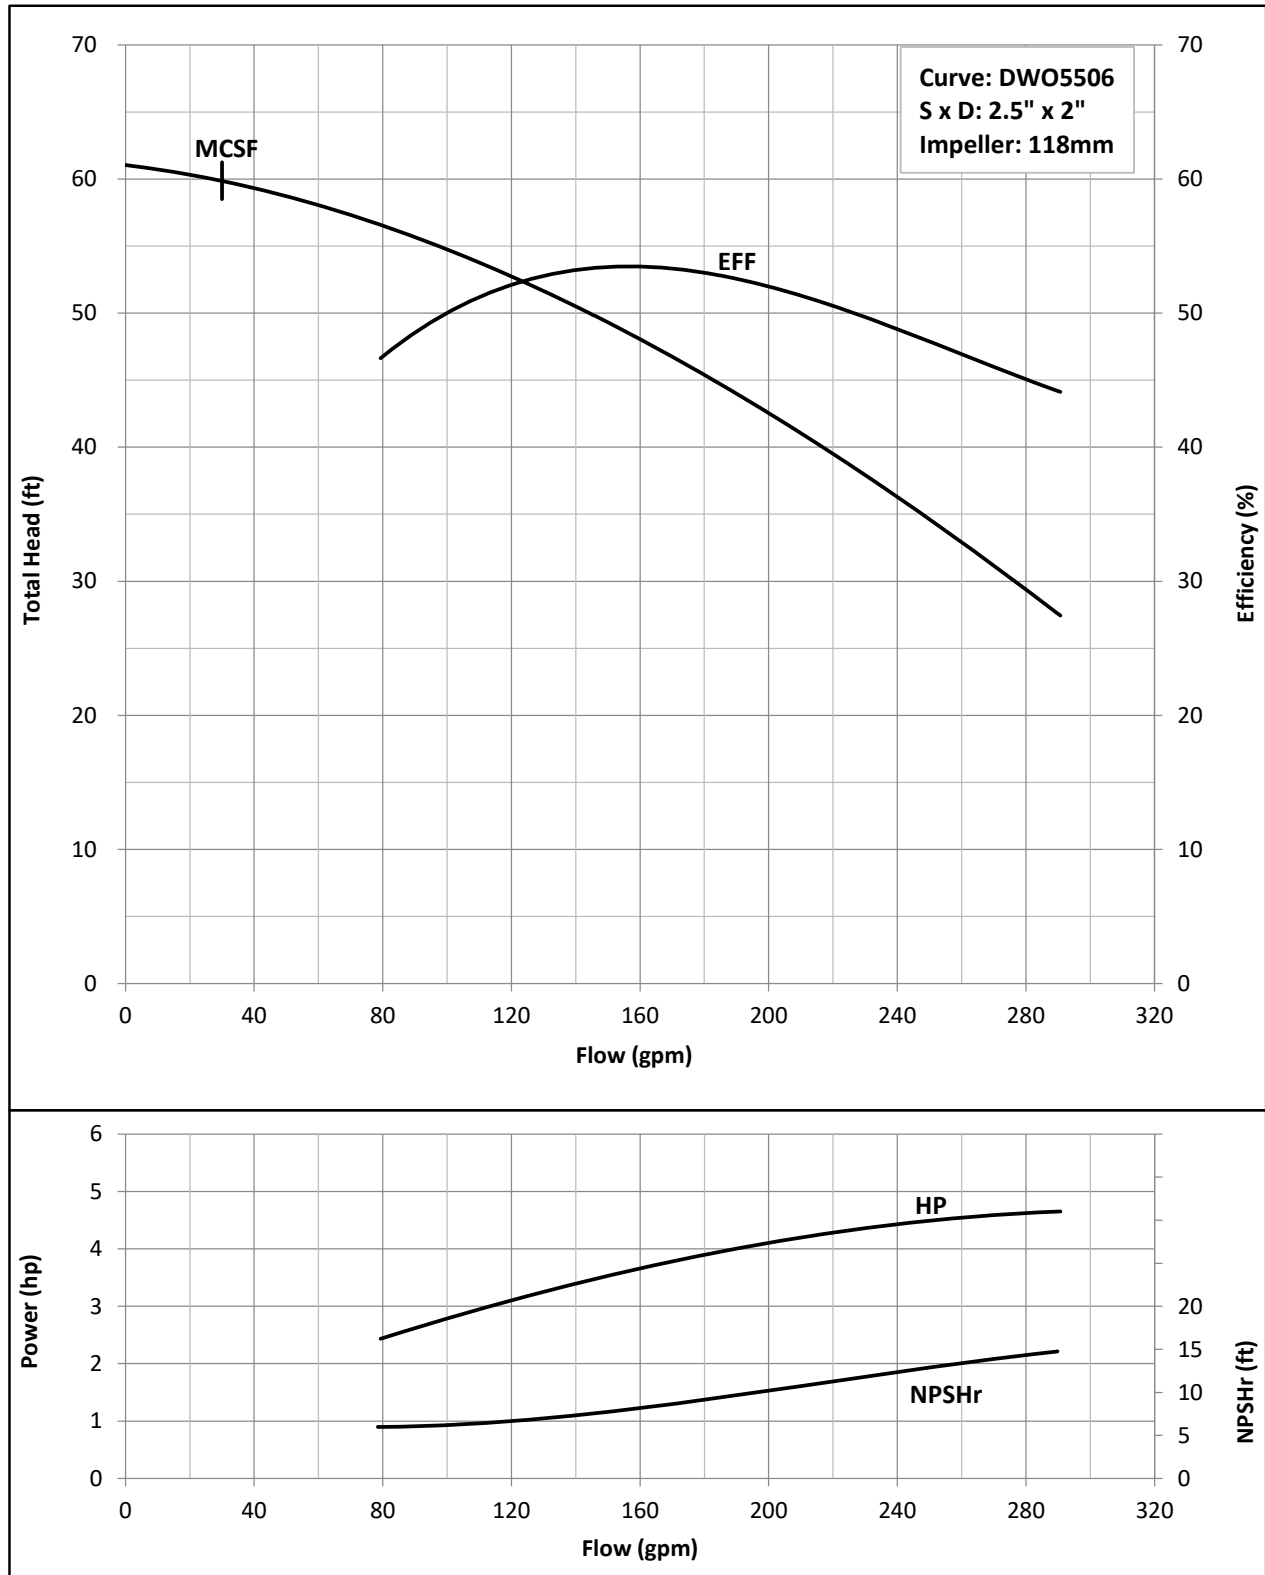 Curve: DWO5506
S x D: 2.5" x 2"
Impeller: 118mm
MCSF
EFF
70
60
50
40
30
20
10
0
Total Head (ft)
70
60
50
40
30
20
10
0
Efficiency (%)
0 40 80 120 160 200 240 280 320
Flow (gpm)
HP
NPSHr
6
5
4
3
2
1
0
Power (hp)
20
15
10
5
0
NPSHr (ft)
0 40 80 120 160 200 240 280 320
Flow (gpm)